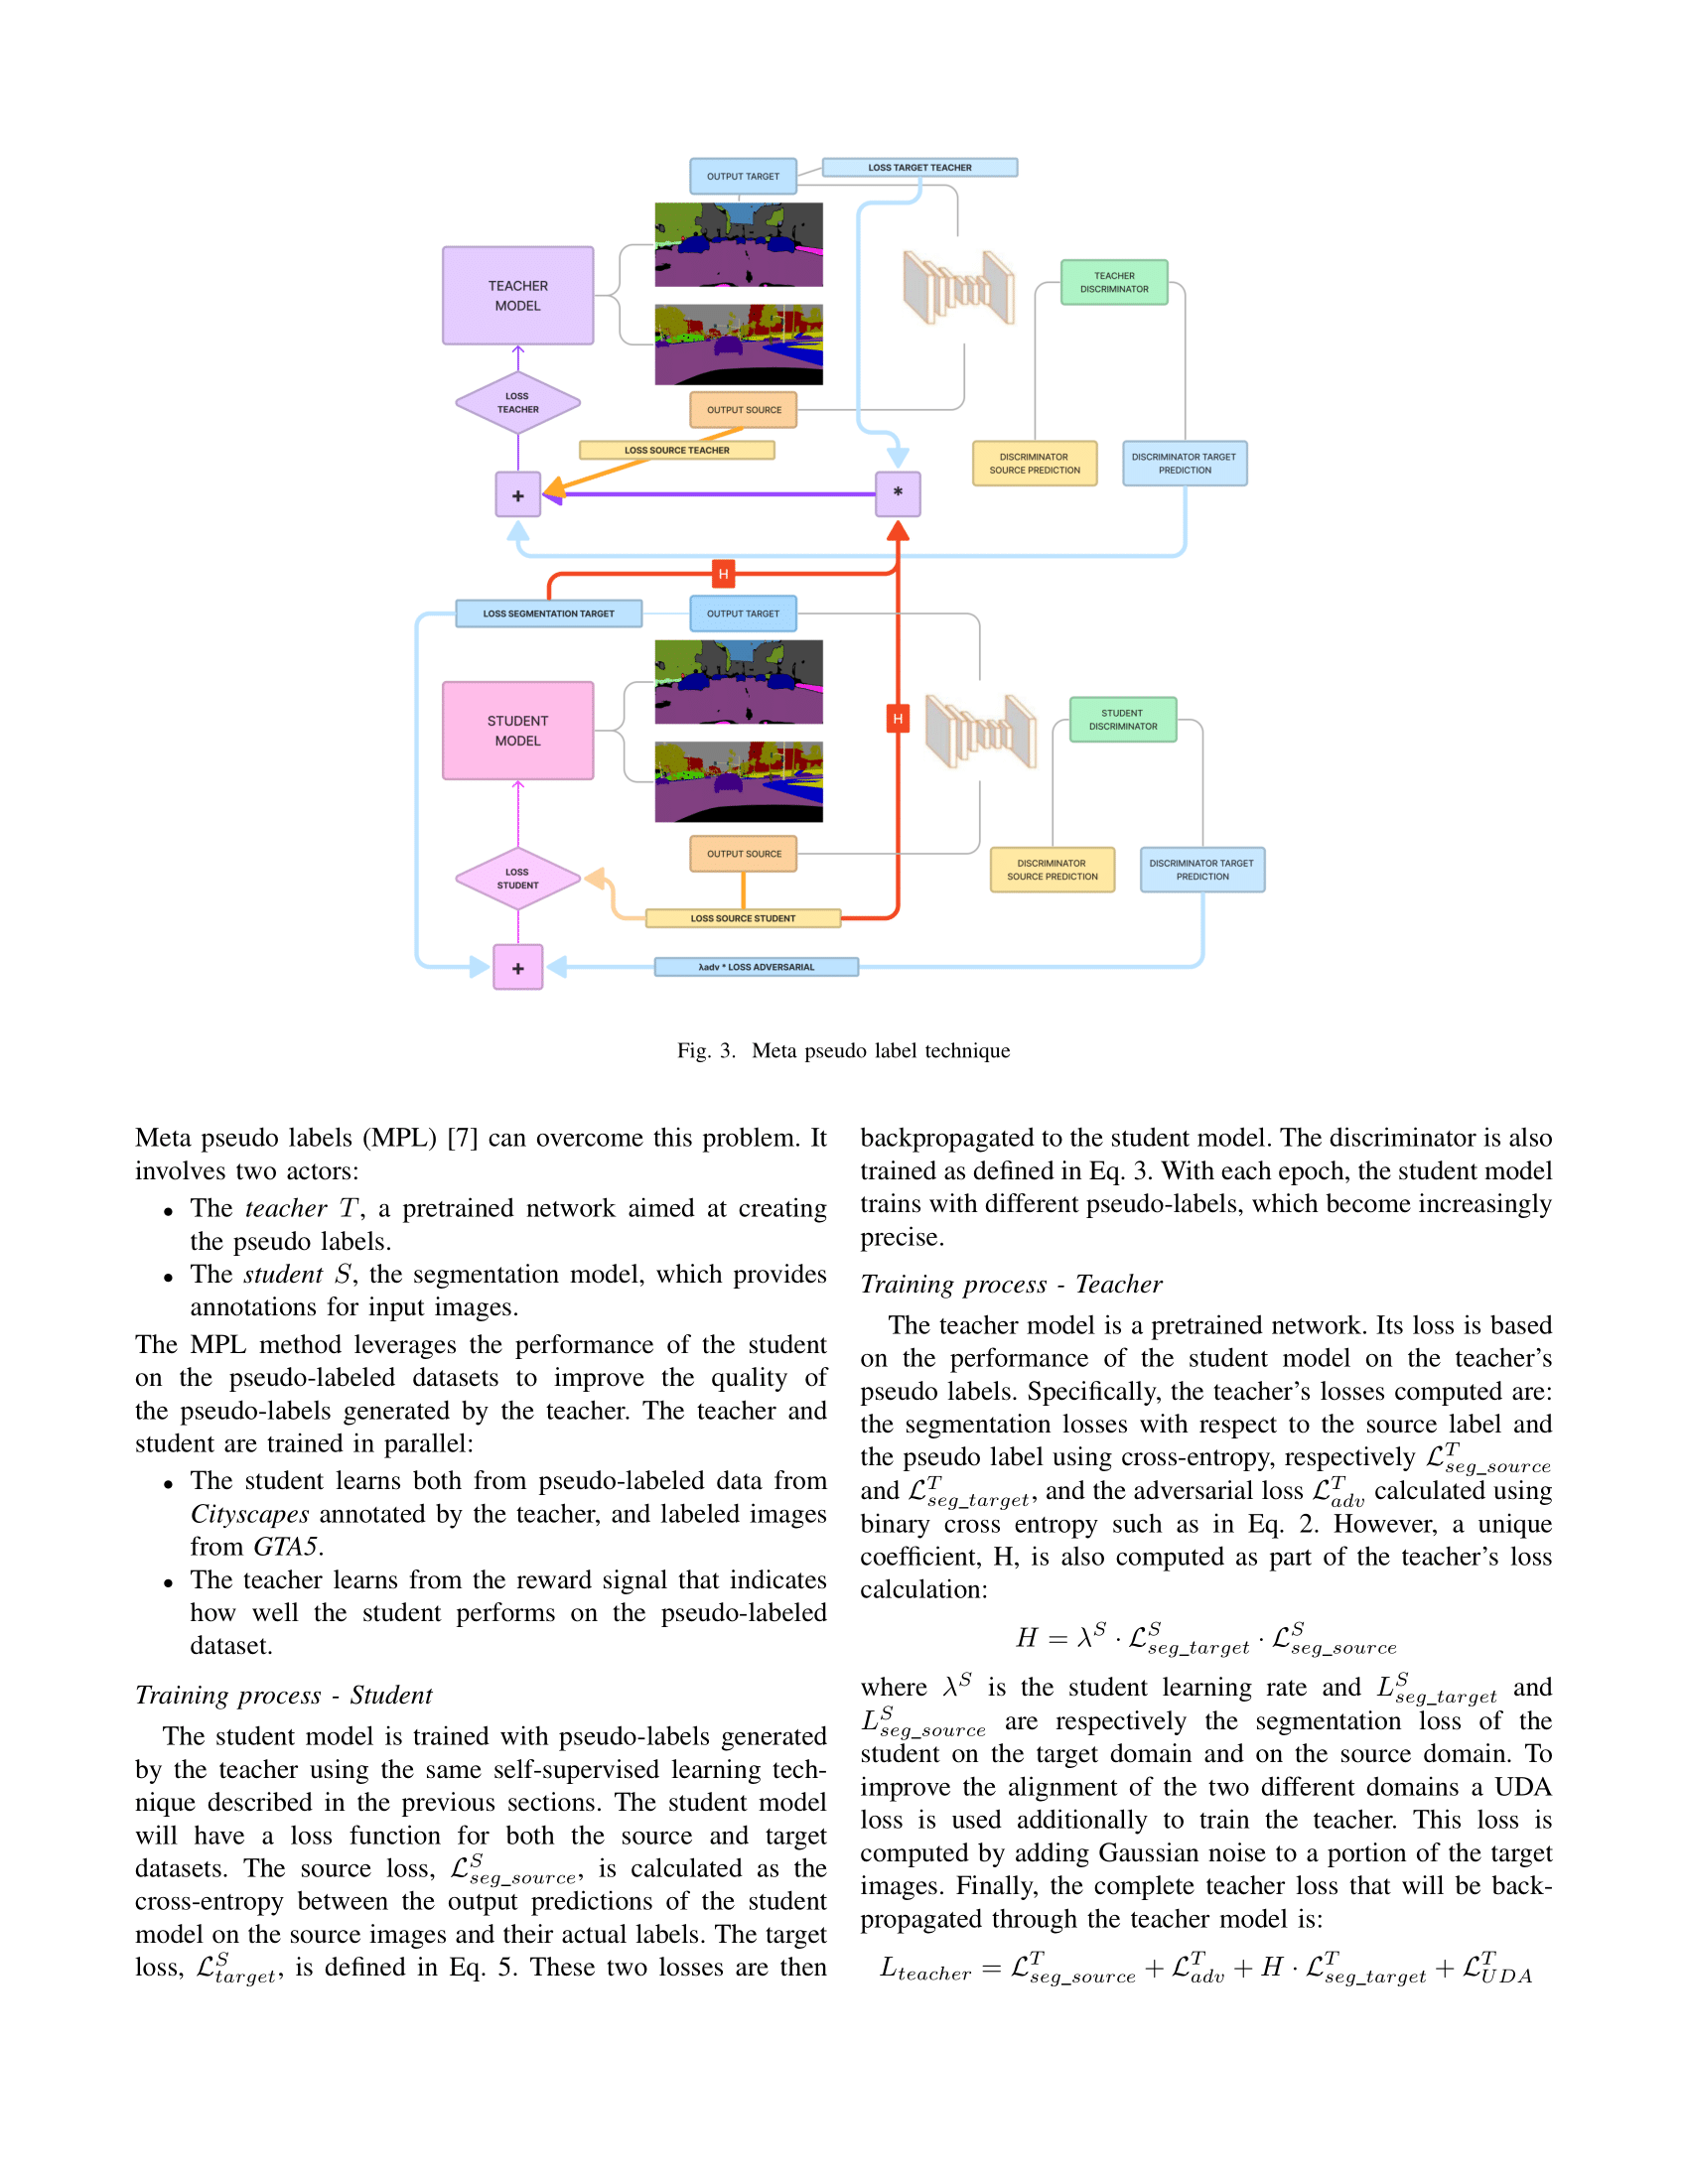 OUTPUT TARGET
LOSS TARGET TEACHER
TEACHER
MODEL
TEACHER
DISCRIMINATOR
LOSS
TEACHER
OUTPUT SOURCE
LOSS SOURCE TEACHER
DISCRIMINATOR
SOURCE PREDICTION
DISCRIMINATOR TARGET
PREDICTION
+
*
H
LOSS SEGMENTATION TARGET
OUTPUT TARGET
STUDENT
MODEL
H
STUDENT
DISCRIMINATOR
OUTPUT SOURCE
LOSS
STUDENT
DISCRIMINATOR
SOURCE PREDICTION
DISCRIMINATOR TARGET
PREDICTION
LOSS SOURCE STUDENT
+
λadv * LOSS ADVERSARIAL
Fig. 3. Meta pseudo label technique
Meta pseudo labels (MPL) [7] can overcome this problem. It
involves two actors:
• The teacher T, a pretrained network aimed at creating
the pseudo labels.
• The student S, the segmentation model, which provides
annotations for input images.
The MPL method leverages the performance of the student
on the pseudo-labeled datasets to improve the quality of
the pseudo-labels generated by the teacher. The teacher and
student are trained in parallel:
• The student learns both from pseudo-labeled data from
Cityscapes annotated by the teacher, and labeled images
from GTA5.
• The teacher learns from the reward signal that indicates
how well the student performs on the pseudo-labeled
dataset.
Training process - Student
The student model is trained with pseudo-labels generated
by the teacher using the same self-supervised learning tech-
nique described in the previous sections. The student model
will have a loss function for both the source and target
datasets. The source loss, $\mathcal{L}^{S}_{seg\_source}$, is calculated as the
cross-entropy between the output predictions of the student
model on the source images and their actual labels. The target
loss, $\mathcal{L}^{S}_{target}$, is defined in Eq. 5. These two losses are then
backpropagated to the student model. The discriminator is also
trained as defined in Eq. 3. With each epoch, the student model
trains with different pseudo-labels, which become increasingly
precise.
Training process - Teacher
The teacher model is a pretrained network. Its loss is based
on the performance of the student model on the teacher's
pseudo labels. Specifically, the teacher's losses computed are:
the segmentation losses with respect to the source label and
the pseudo label using cross-entropy, respectively $\mathcal{L}^{T}_{seg\_source}$
and $\mathcal{L}^{T}_{seg\_target}$, and the adversarial loss $\mathcal{L}^{T}_{adv}$ calculated using
binary cross entropy such as in Eq. 2. However, a unique
coefficient, H, is also computed as part of the teacher's loss
calculation:
$H = \lambda^{S} \cdot \mathcal{L}^{S}_{seg\_target} \cdot \mathcal{L}^{S}_{seg\_source}$
where $\lambda^{S}$ is the student learning rate and $L^{S}_{seg\_target}$ and
$L^{S}_{seg\_source}$ are respectively the segmentation loss of the
student on the target domain and on the source domain. To
improve the alignment of the two different domains a UDA
loss is used additionally to train the teacher. This loss is
computed by adding Gaussian noise to a portion of the target
images. Finally, the complete teacher loss that will be back-
propagated through the teacher model is:
$L_{teacher} = \mathcal{L}^{T}_{seg\_source} + \mathcal{L}^{T}_{adv} + H \cdot \mathcal{L}^{T}_{seg\_target} + \mathcal{L}^{T}_{UDA}$